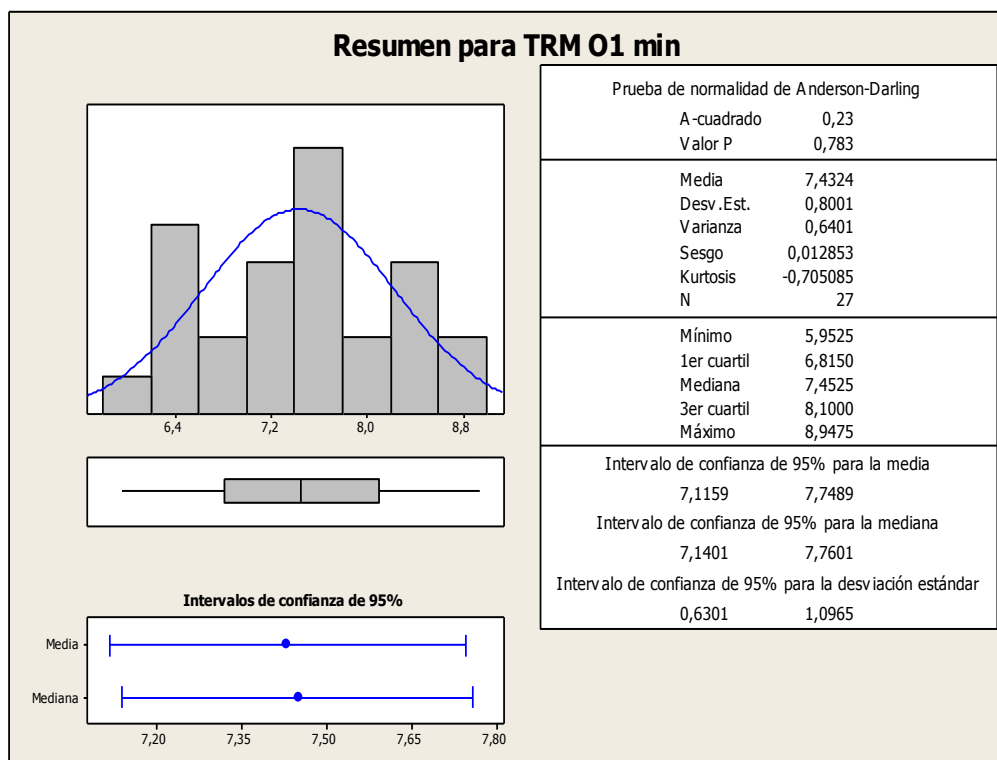 Resumen para TRM O1 min
6,4 7,2 8,0 8,8
Intervalos de confianza de 95%
Media
Mediana
7,20 7,35 7,50 7,65 7,80
Prueba de normalidad de Anderson-Darling
A-cuadrado 0,23
Valor P 0,783
Media 7,4324
Desv.Est. 0,8001
Varianza 0,6401
Sesgo 0,012853
Kurtosis -0,705085
N 27
Mínimo 5,9525
1er cuartil 6,8150
Mediana 7,4525
3er cuartil 8,1000
Máximo 8,9475
Intervalo de confianza de 95% para la media
7,1159 7,7489
Intervalo de confianza de 95% para la mediana
7,1401 7,7601
Intervalo de confianza de 95% para la desviación estándar
0,6301 1,0965